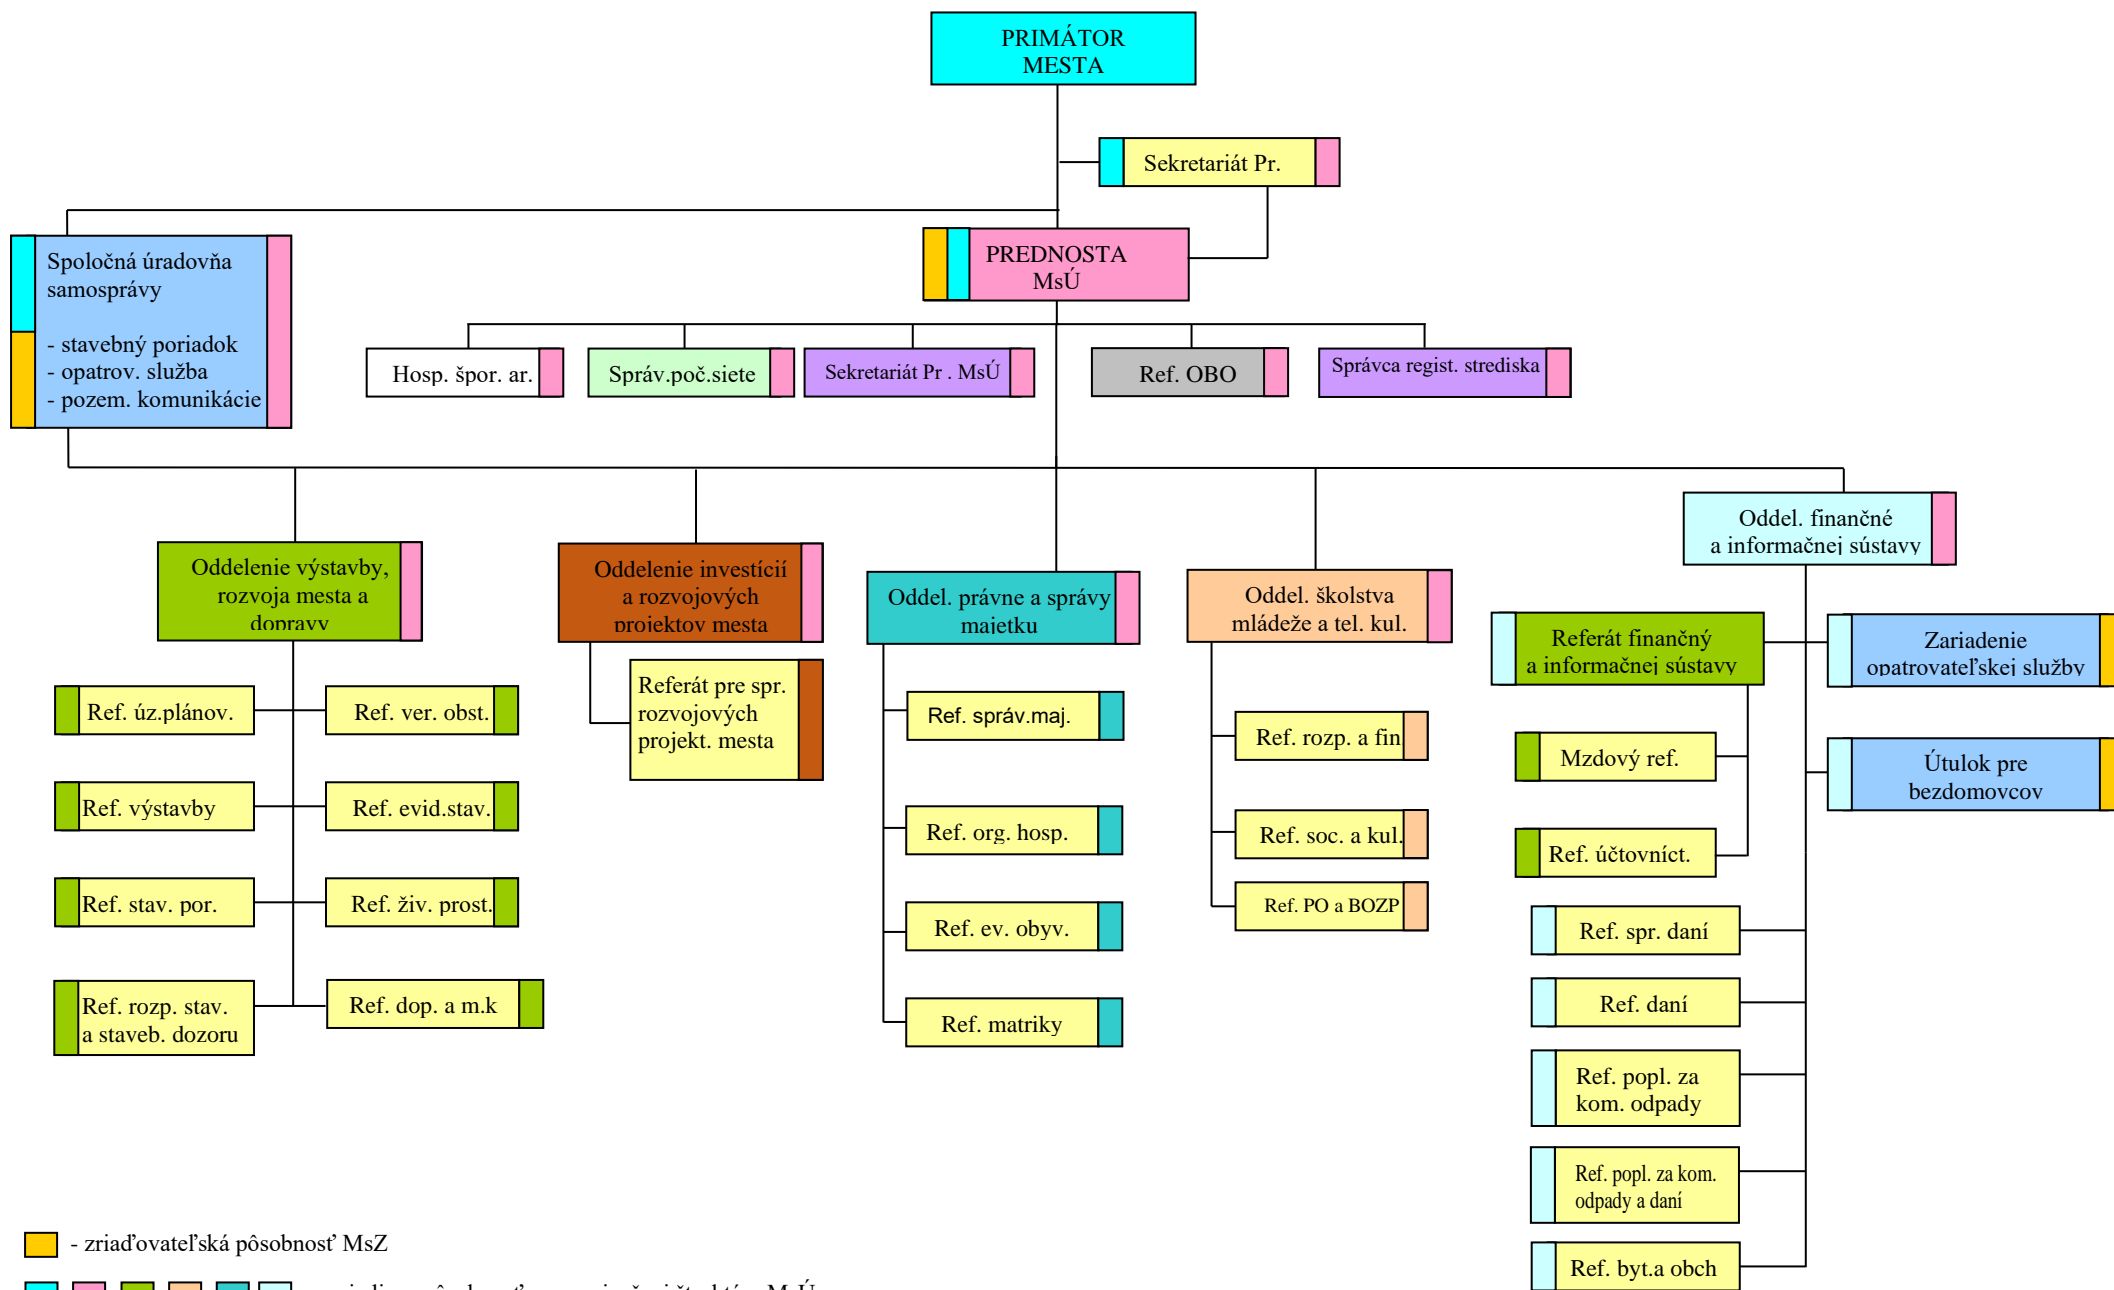 PRIMÁTOR
MESTA
Sekretariát Pr.
Spoločná úradovňa
samosprávy
- stavebný poriadok
- opatrov. služba
- pozem. komunikácie
PREDNOSTA
MsÚ
Hosp. špor. ar.
Správ.poč.siete
Sekretariát Pr . MsÚ
Ref. OBO
Správca regist. strediska
Oddelenie výstavby,
rozvoja mesta a
dopravy
Oddelenie investícií
a rozvojových
projektov mesta
Oddel. právne a správy
majetku
Oddel. školstva
mládeže a tel. kul.
Oddel. finančné
a informačnej sústavy
Ref. úz.plánov.
Ref. ver. obst.
Ref. výstavby
Ref. evid.stav.
Ref. stav. por.
Ref. živ. prost.
Ref. rozp. stav.
a staveb. dozoru
Ref. dop. a m.k
Referát pre spr.
rozvojových
projekt. mesta
Ref. správ.maj.
Ref. org. hosp.
Ref. ev. obyv.
Ref. matriky
Ref. rozp. a fin
Ref. soc. a kul.
Ref. PO a BOZP
Referát finančný
a informačnej sústavy
Zariadenie
opatrovateľskej služby
Mzdový ref.
Útulok pre
bezdomovcov
Ref. účtovníct.
Ref. spr. daní
Ref. daní
Ref. popl. za
kom. odpady
Ref. popl. za kom.
odpady a daní
Ref. byt.a obch
- zriaďovateľská pôsobnosť MsZ